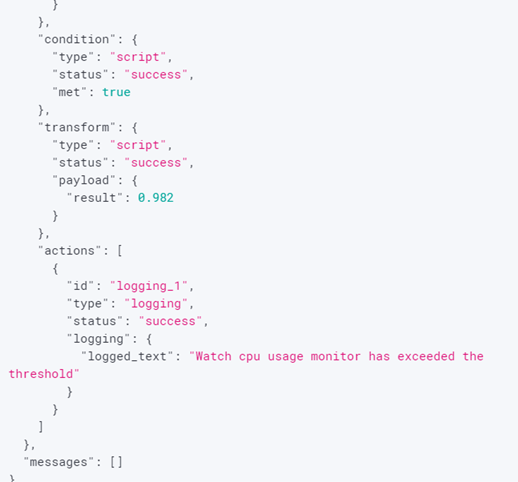 }
},
"condition": {
"type": "script",
"status": "success",
"met": true
},
"transform": {
"type": "script",
"status": "success",
"payload": {
"result": 0.982
}
},
"actions": [
{
"id": "logging_1",
"type": "logging",
"status": "success",
"logging": {
"logged_text": "Watch cpu usage monitor has exceeded the
threshold"
}
}
]
},
"messages": []
}